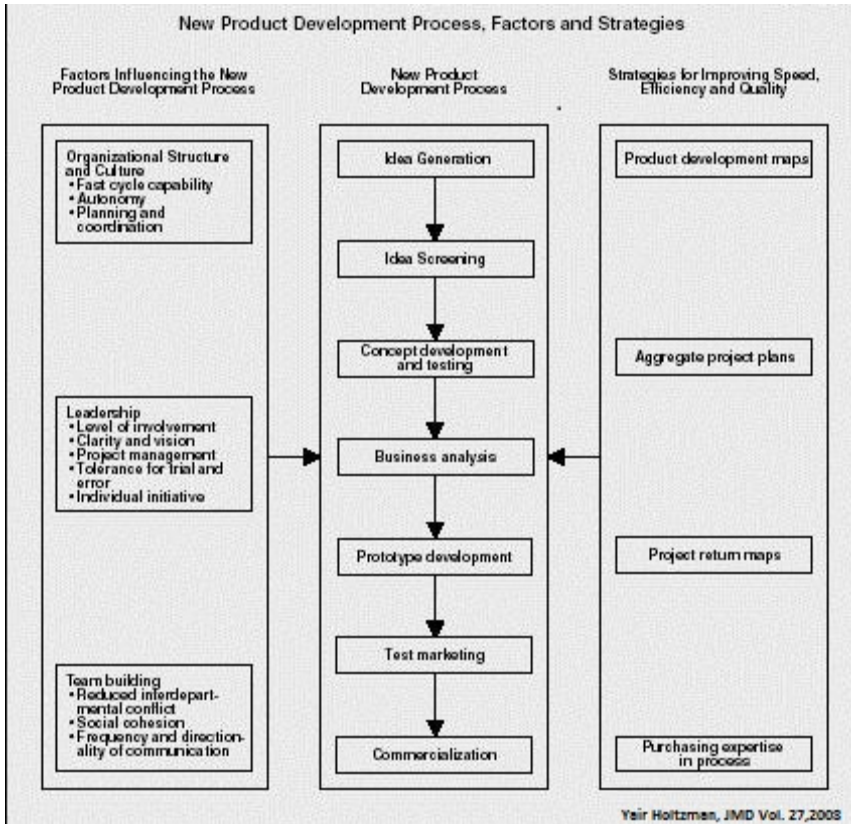 New Product Development Process, Factors and Strategies
Factors Influencing the New
Product Development Process
Organizational Structure
and Culture
• Fast cycle capability
• Autonomy
• Planning and
coordination
Leadership
• Level of involvement
• Clarity and vision
• Project management
• Tolerance for trial and
error
• Individual initiative
Team building
• Reduced interdepart-
mental conflict
• Social cohesion
• Frequency and direction-
ality of communication
New Product
Development Process
Idea Generation
Idea Screening
Concept development
and testing
Business analysis
Prototype development
Test marketing
Commercialization
Strategies for Improving Speed,
Efficiency and Quality
Product development maps
Aggregate project plans
Project return maps
Purchasing expertise
in process
Yair Holtzman, JMD Vol. 27,2008